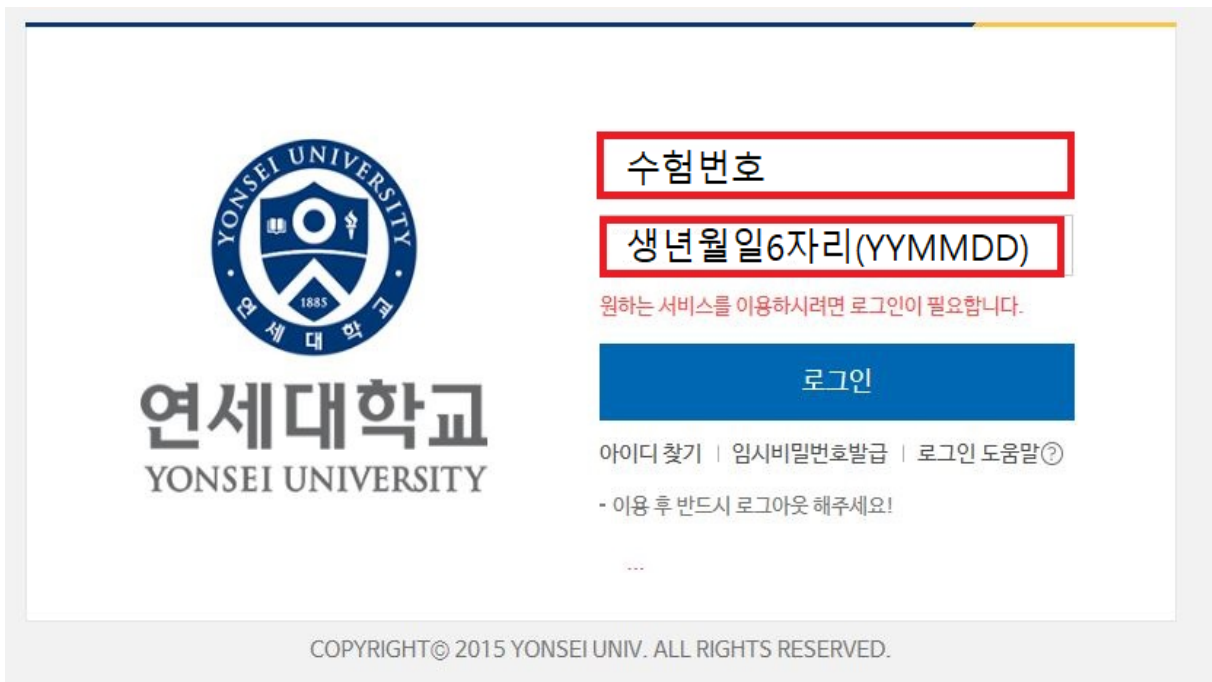 YONSEI UNIVERSITY
1885
연세대학교
연세대학교
YONSEI UNIVERSITY
수험번호
생년월일6자리(YYMMDD)
원하는 서비스를 이용하시려면 로그인이 필요합니다.
로그인
아이디 찾기 | 임시비밀번호발급 | 로그인 도움말?
- 이용 후 반드시 로그아웃 해주세요!
...
COPYRIGHT© 2015 YONSEI UNIV. ALL RIGHTS RESERVED.